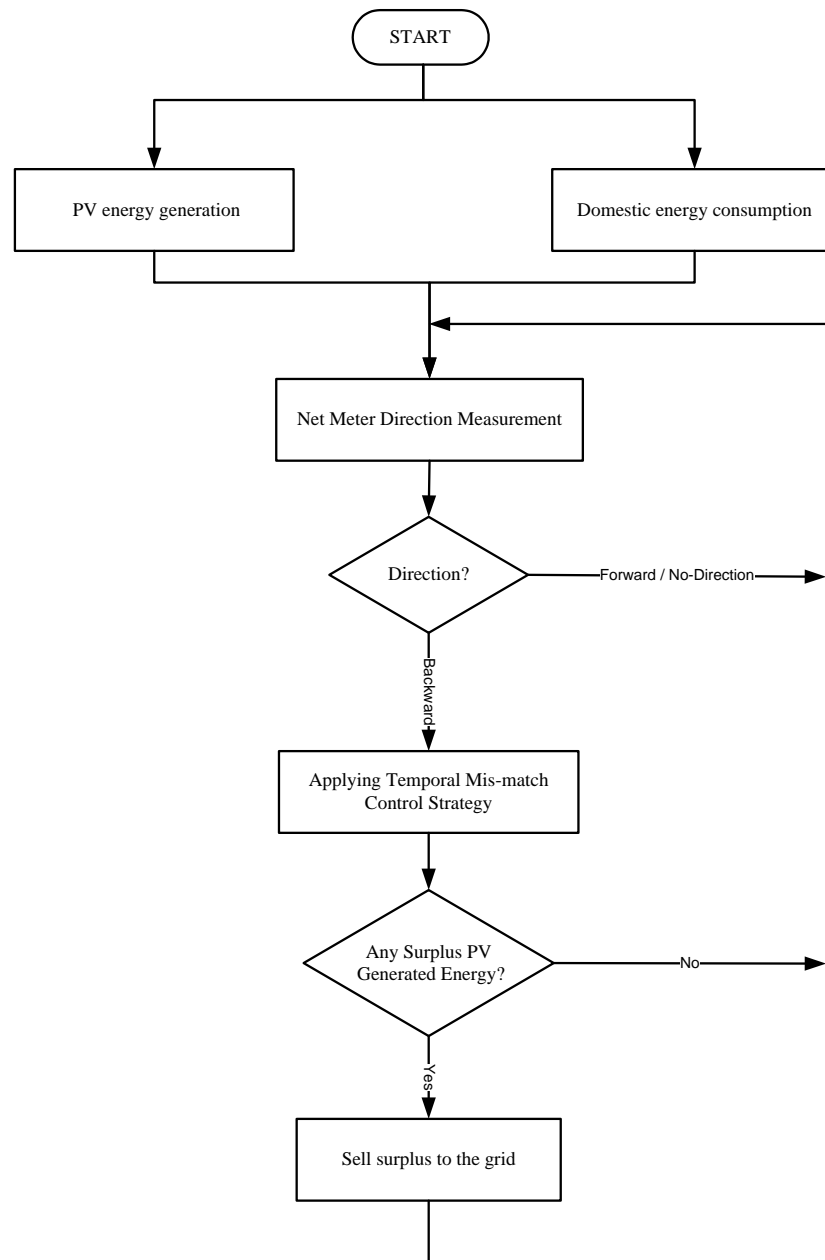 START
PV energy generation
Domestic energy consumption
Net Meter Direction Measurement
Direction?
Forward / No-Direction
Backward
Applying Temporal Mis-match
Control Strategy
Any Surplus PV
Generated Energy?
No
Yes
Sell surplus to the grid